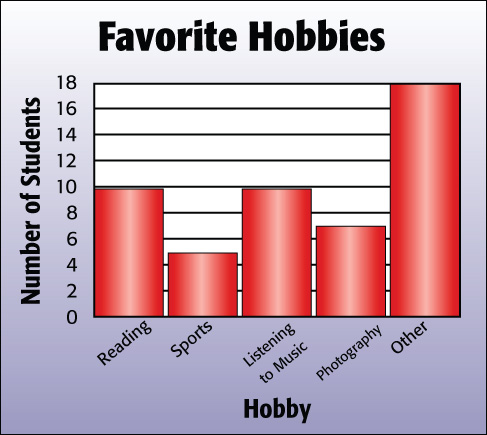 Favorite Hobbies
Number of Students
18
16
14
12
10
8
6
4
2
0
Reading
Sports
Listening
to Music
Photography
Other
Hobby